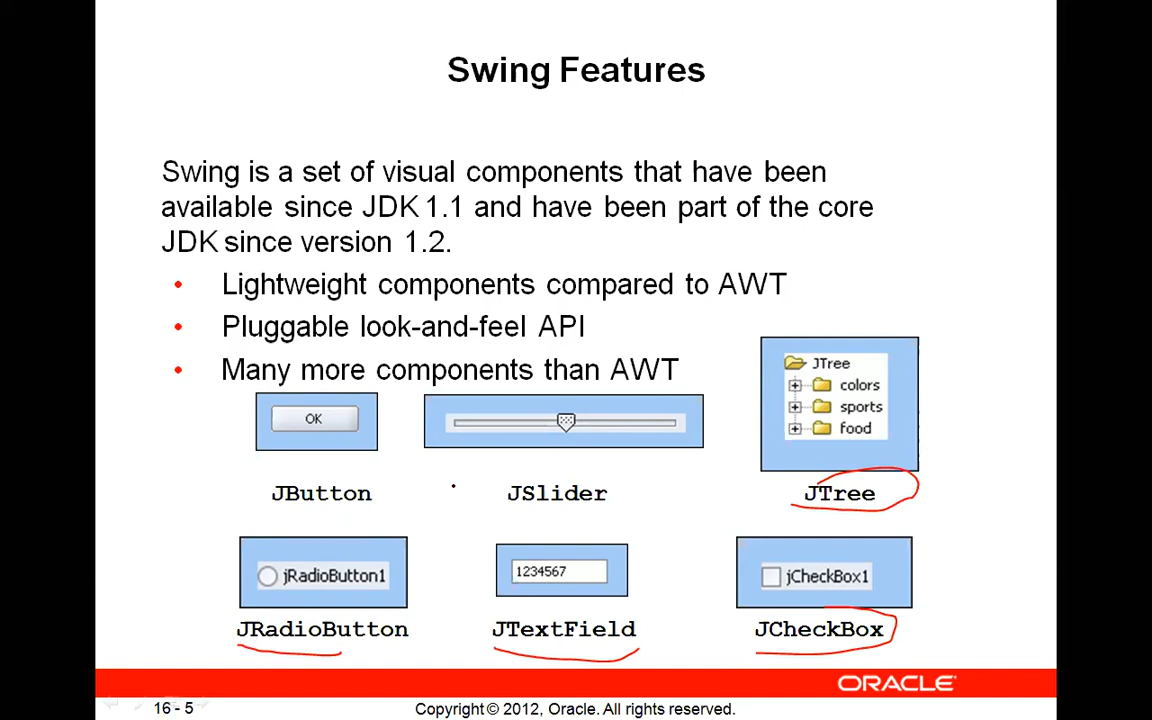 Swing Features
Swing is a set of visual components that have been
available since JDK 1.1 and have been part of the core
JDK since version 1.2.
• Lightweight components compared to AWT
• Pluggable look-and-feel API
• Many more components than AWT
OK
JTree
colors
sports
food
JButton
JSlider
JTree
jRadioButton1
1234567
jCheckBox1
JRadioButton
JTextField
JCheckBox
ORACLE
16 - 5
Copyright © 2012, Oracle. All rights reserved.